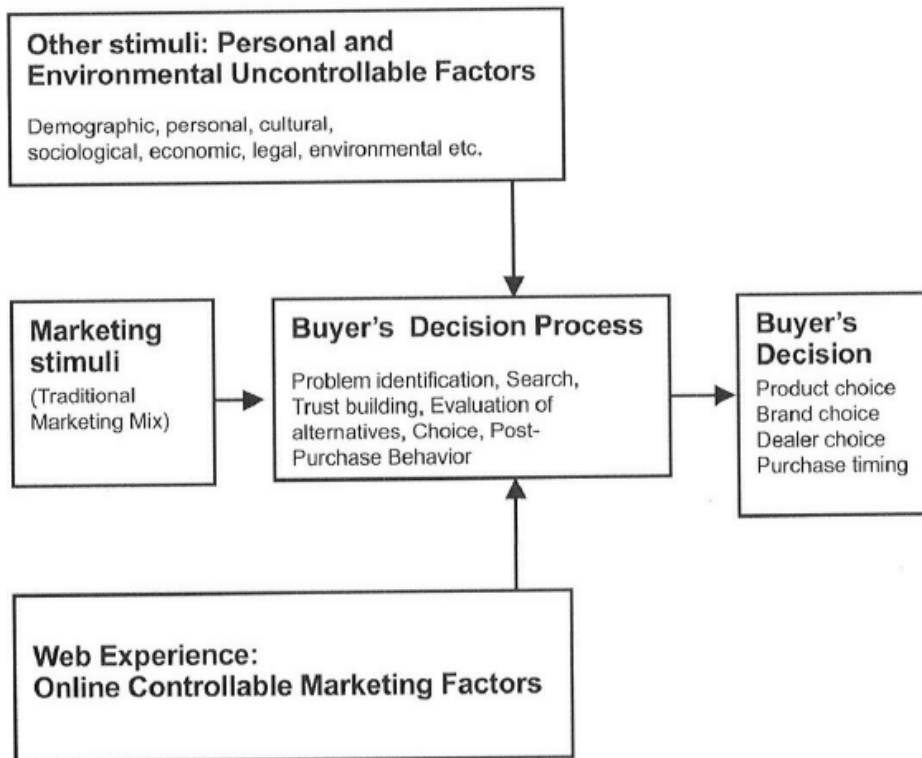 Other stimuli: Personal and
Environmental Uncontrollable Factors
Demographic, personal, cultural,
sociological, economic, legal, environmental etc.
Marketing
stimuli
(Traditional
Marketing Mix)
Buyer's Decision Process
Problem identification, Search,
Trust building, Evaluation of
alternatives, Choice, Post-
Purchase Behavior
Buyer's
Decision
Product choice
Brand choice
Dealer choice
Purchase timing
Web Experience:
Online Controllable Marketing Factors